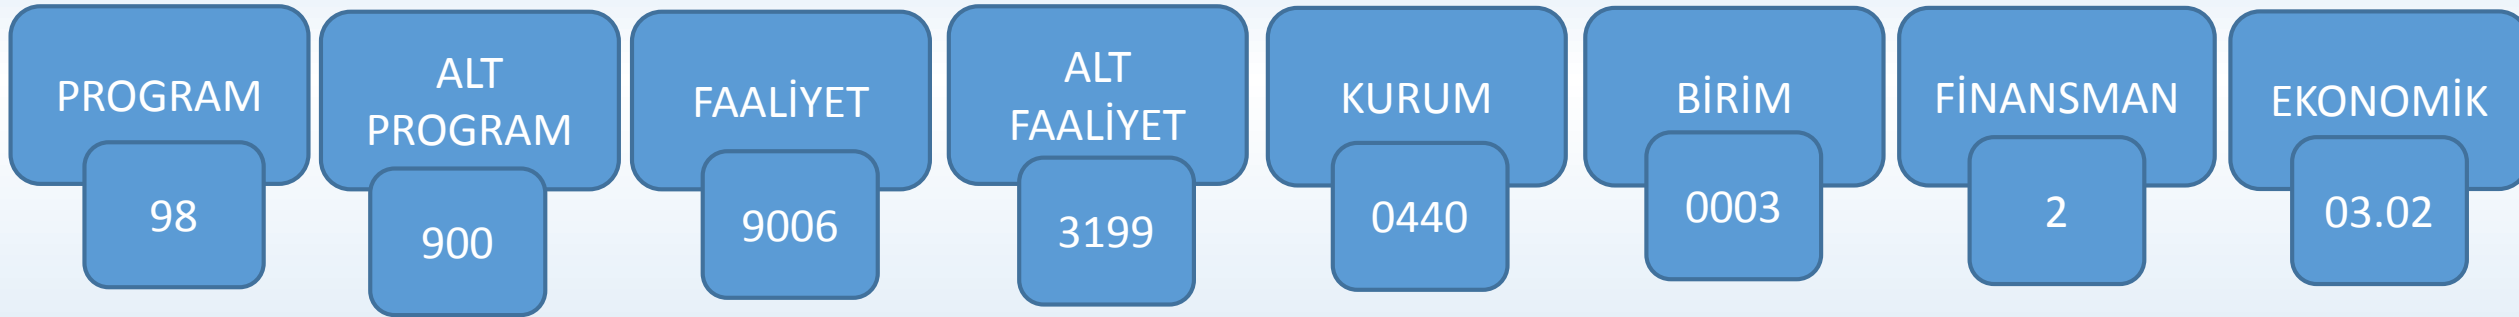 PROGRAM
98
ALT
PROGRAM
900
FAALİYET
9006
ALT
FAALİYET
3199
KURUM
0440
BİRİM
0003
FİNANSMAN
2
EKONOMİK
03.02